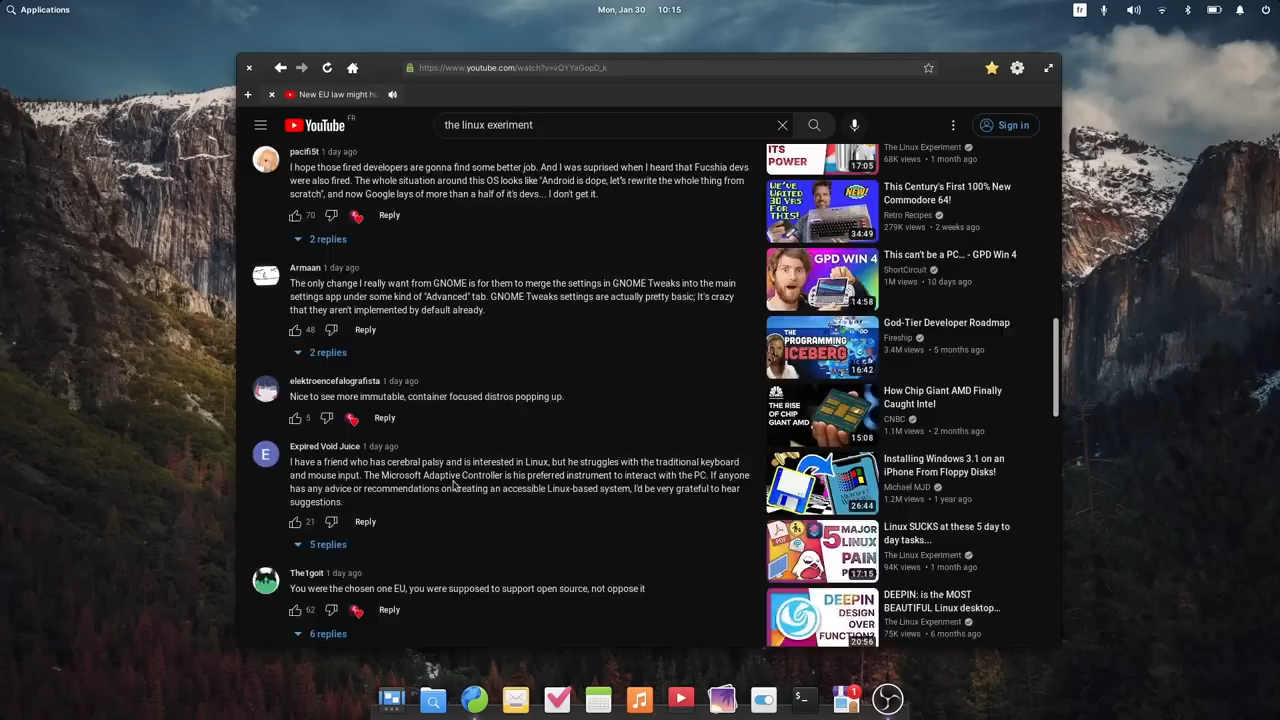 Applications
Mon, Jan 30 10:15
fr
https://www.youtube.com/watch?v=vQYYaGopD_k
New EU law might hu
YouTube FR
the linux exeriment
Sign in
pacifi5t 1 day ago
I hope those fired developers are gonna find some better job. And I was suprised when I heard that Fucshia devs
were also fired. The whole situation around this OS looks like "Android is dope, let's rewrite the whole thing from
scratch", and now Google lays of more than a half of it's devs... I don't get it.
70 Reply
2 replies
Armaan 1 day ago
The only change I really want from GNOME is for them to merge the settings in GNOME Tweaks into the main
settings app under some kind of "Advanced" tab. GNOME Tweaks settings are actually pretty basic; It's crazy
that they aren't implemented by default already.
48 Reply
2 replies
elektroencefalografista 1 day ago
Nice to see more immutable, container focused distros popping up.
5 Reply
E
Expired Void Juice 1 day ago
I have a friend who has cerebral palsy and is interested in Linux, but he struggles with the traditional keyboard
and mouse input. The Microsoft Adaptive Controller is his preferred instrument to interact with the PC. If anyone
has any advice or recommendations on creating an accessible Linux-based system, I'd be very grateful to hear
suggestions.
21 Reply
5 replies
The1goit 1 day ago
You were the chosen one EU, you were supposed to support open source, not oppose it
62 Reply
6 replies
ITS
POWER
17:05
The Linux Experiment
68K views • 1 month ago
WE'VE
WAITED
30 YRS
FOR
THIS!
NEW!
34:49
This Century's First 100% New
Commodore 64!
Retro Recipes
279K views • 2 weeks ago
GPD WIN 4
14:58
This can't be a PC... - GPD Win 4
ShortCircuit
1M views • 10 days ago
THE
PROGRAMMING
ICEBERG
16:42
God-Tier Developer Roadmap
Fireship
3.4M views • 5 months ago
CNBC
THE RISE OF
CHIP
GIANT AMD
15:08
How Chip Giant AMD Finally
Caught Intel
CNBC
1.1M views • 2 months ago
26:44
Installing Windows 3.1 on an
iPhone From Floppy Disks!
Michael MJD
1.2M views • 1 year ago
5 MAJOR
LINUX
PAIN
17:15
Linux SUCKS at these 5 day to
day tasks...
The Linux Experiment
94K views • 1 month ago
DEEPIN:
DESIGN
OVER
FUNCTION?
20:56
DEEPIN: is the MOST
BEAUTIFUL Linux desktop...
The Linux Experiment
75K views • 6 months ago
$
1